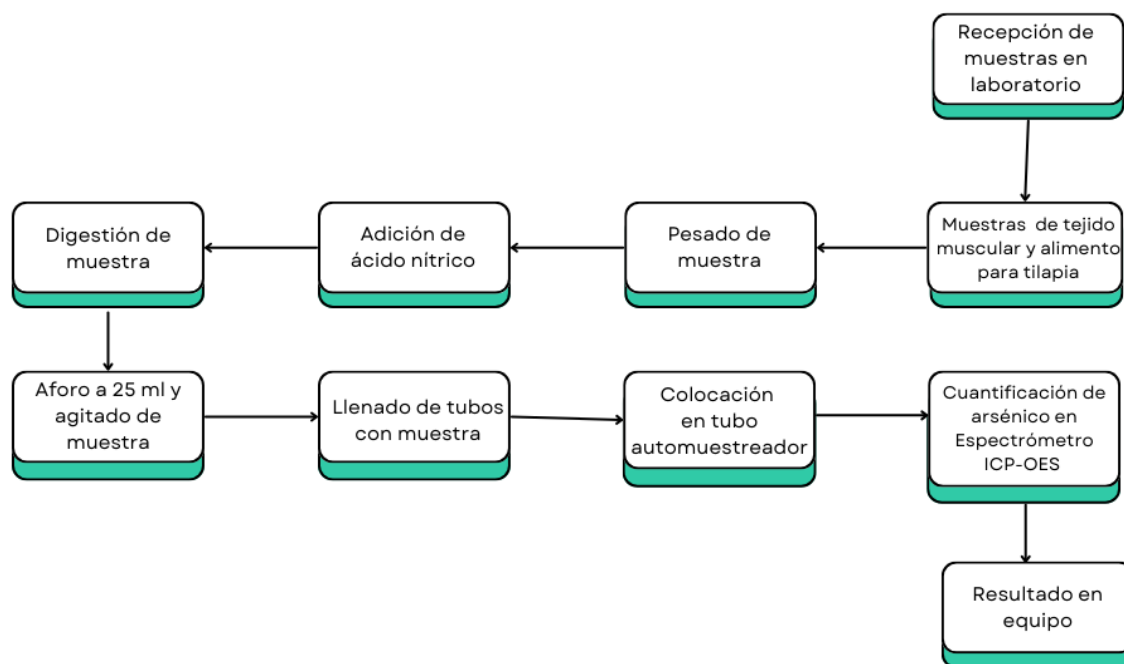 Recepción de
muestras en
laboratorio
Muestras de tejido
muscular y alimento
para tilapia
Pesado de
muestra
Adición de
ácido nítrico
Digestión de
muestra
Aforo a 25 ml y
agitado de
muestra
Llenado de tubos
con muestra
Colocación
en tubo
automuestreador
Cuantificación de
arsénico en
Espectrómetro
ICP-OES
Resultado en
equipo